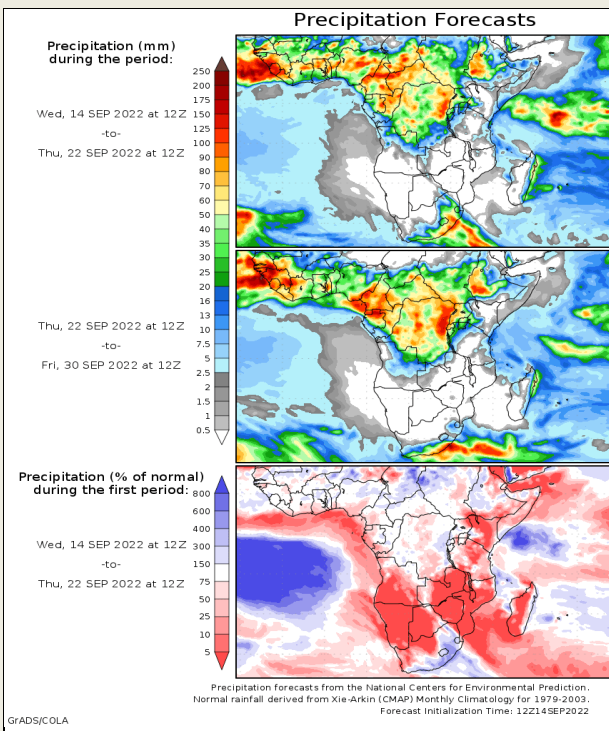 Precipitation Forecasts
Precipitation (mm)
during the period:
Wed, 14 SEP 2022 at 12Z
-to-
Thu, 22 SEP 2022 at 12Z
250
200
175
150
125
100
90
80
70
60
50
40
35
30
25
20
16
13
10
7.5
5
2.5
2
1.5
1
0.5
Thu, 22 SEP 2022 at 12Z
-to-
Fri, 30 SEP 2022 at 12Z
Precipitation (% of normal)
during the first period:
Wed, 14 SEP 2022 at 12Z
-to-
Thu, 22 SEP 2022 at 12Z
800
600
400
300
150
75
50
25
10
5
Precipitation forecasts from the National Centers for Environmental Prediction.
Normal rainfall derived from Xie-Arkin (CMAP) Monthly Climatology for 1979-2003.
Forecast Initialization Time: 12Z14SEP2022
GrADS/COLA